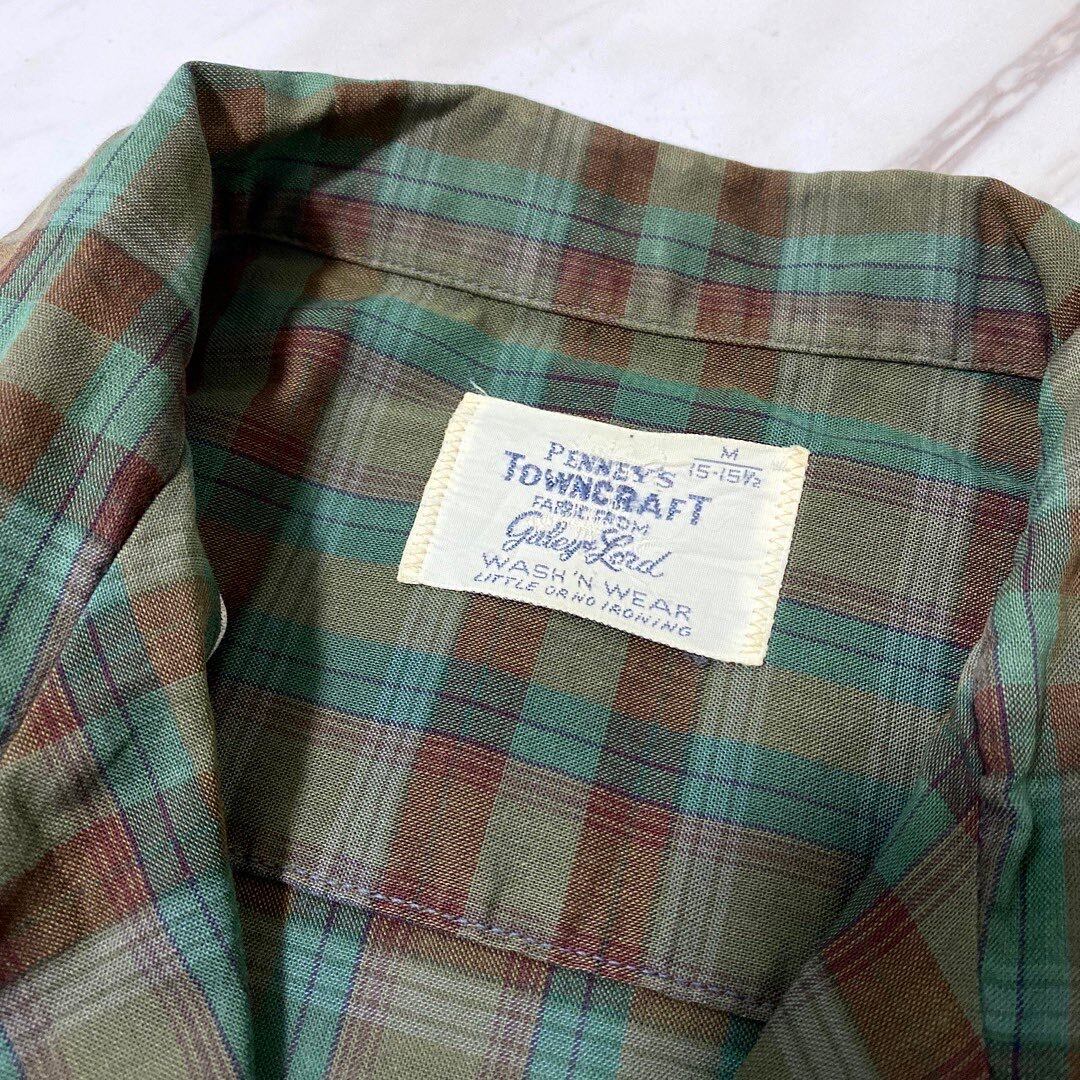 PENNEY'S
TOWNCRAFT
FABRIC FROM
Galey & Lord
WASH 'N WEAR
LITTLE OR NO IRONING
M
15-15½